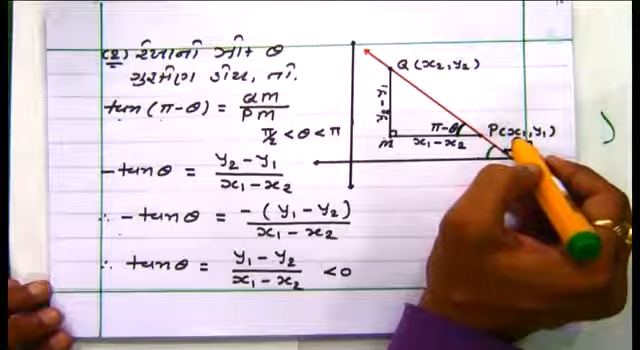 (2) રેખાનો ઝોક θ
ગુરુકોણ હોય, તો.
tan(π-θ) = QM/PM
π/2 < θ < π
-tanθ = y₂-y₁/x₁-x₂
∴ -tanθ = -(y₁-y₂)/x₁-x₂
∴ tanθ = y₁-y₂/x₁-x₂ <0
Q(x₂,y₂)
y₂-y₁
π-θ
P(x₁,y₁)
M
x₁-x₂